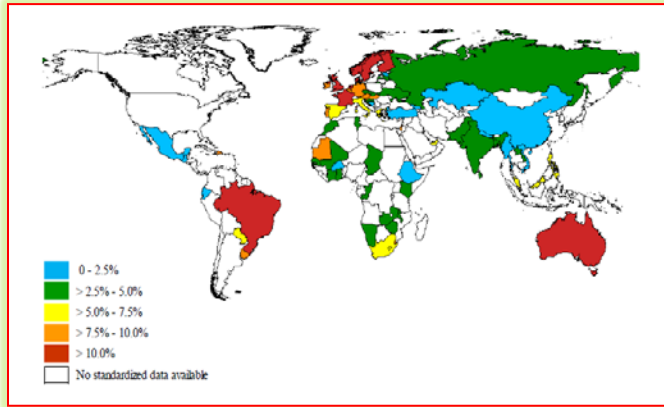 0 - 2.5%
> 2.5% - 5.0%
> 5.0% - 7.5%
> 7.5% - 10.0%
> 10.0%
No standardized data available